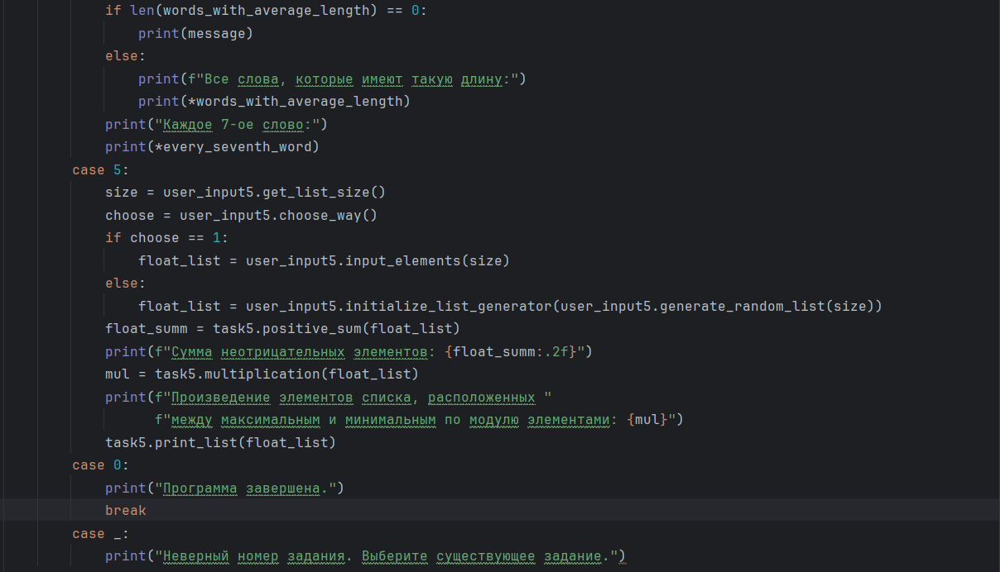 if len(words_with_average_length) == 0:
print(message)
else:
print(f"Все слова, которые имеют такую длину:")
print(*words_with_average_length)
print("Каждое 7-ое слово:")
print(*every_seventh_word)
case 5:
size = user_input5.get_list_size()
choose = user_input5.choose_way()
if choose == 1:
float_list = user_input5.input_elements(size)
else:
float_list = user_input5.initialize_list_generator(user_input5.generate_random_list(size))
float_summ = task5.positive_sum(float_list)
print(f"Сумма неотрицательных элементов: {float_summ:.2f}")
mul = task5.multiplication(float_list)
print(f"Произведение элементов списка, расположенных "
f"между максимальным и минимальным по модулю элементами: {mul}")
task5.print_list(float_list)
case 0:
print("Программа завершена.")
break
case _:
print("Неверный номер задания. Выберите существующее задание.")